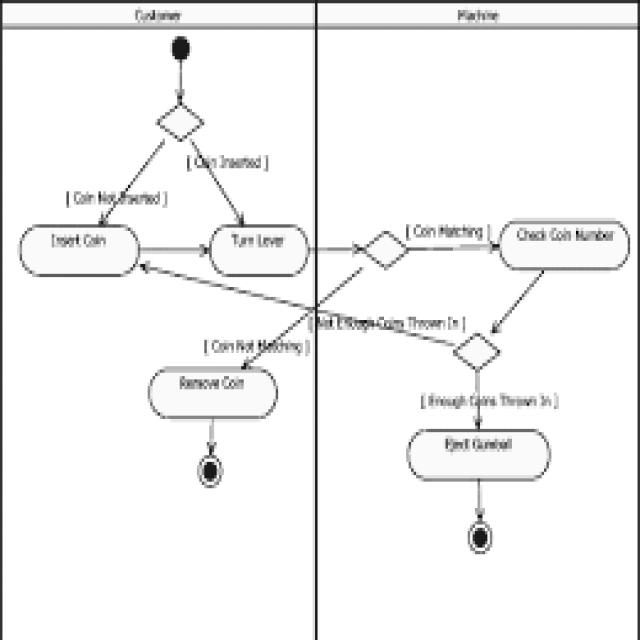 Customer
Machine
[ Coin Inserted ]
[ Coin Not Inserted ]
Insert Coin
Turn Lever
[ Coin Matching ]
Check Coin Number
[ Not Enough Coins Thrown In ]
[ Coin Not Matching ]
Remove Coin
[ Enough Coins Thrown In ]
Eject Gumball